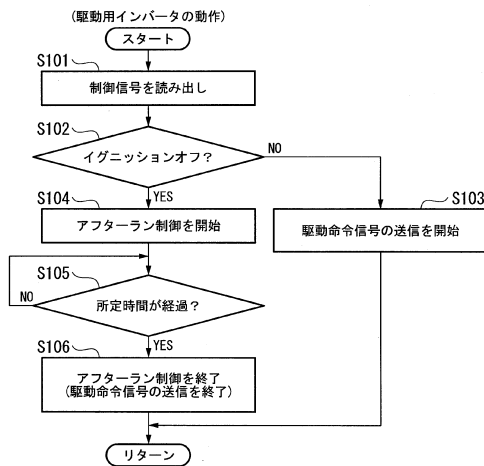 (駆動用インバータの動作)
スタート
S101
制御信号を読み出し
S102
イグニッションオフ？
NO
YES
S104
アフターラン制御を開始
S103
駆動命令信号の送信を開始
S105
NO
所定時間が経過？
YES
S106
アフターラン制御を終了
(駆動命令信号の送信を終了)
リターン